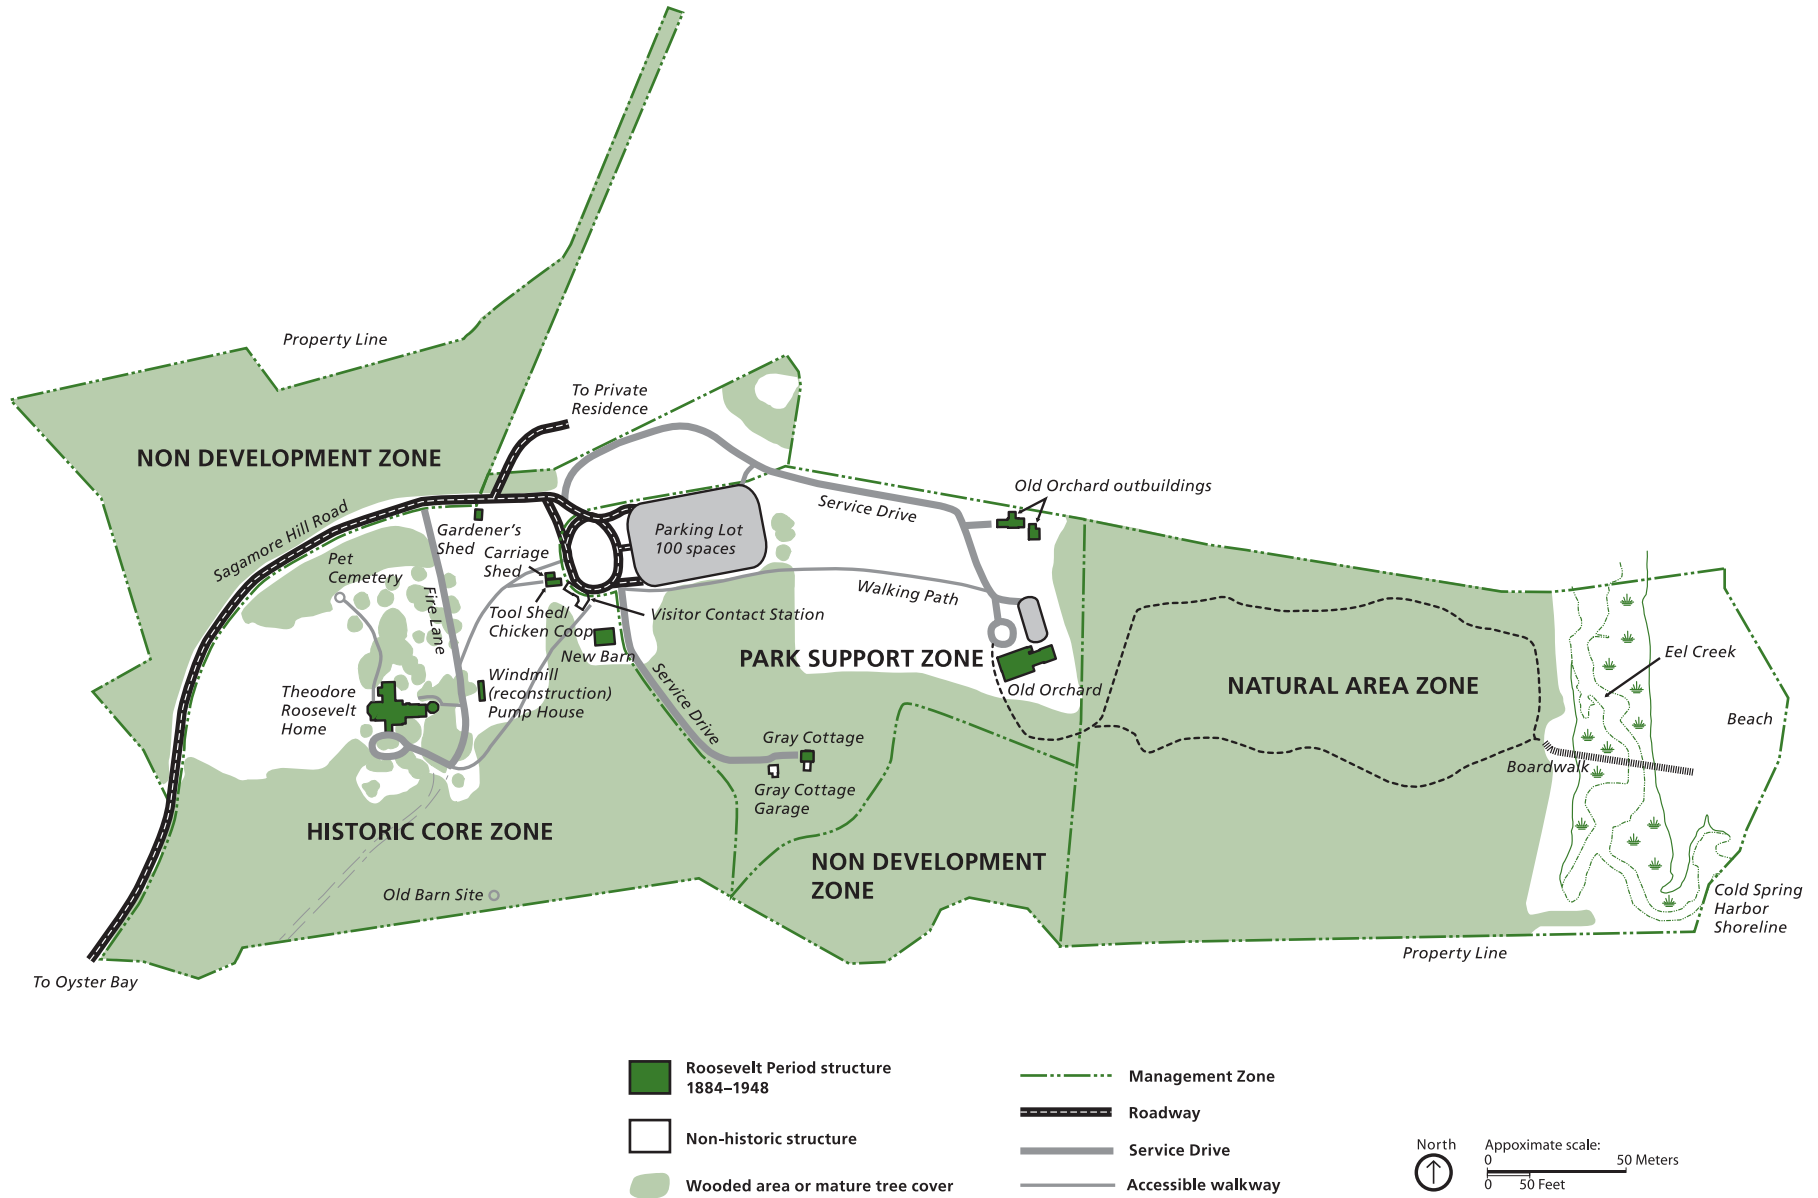 Property Line
To Private
Residence
NON DEVELOPMENT ZONE
Sagamore Hill Road
Gardener's
Shed
Carriage
Shed
Pet
Cemetery
Fire Lane
Tool Shed/
Chicken Coop
New Barn
Parking Lot
100 spaces
Service Drive
Old Orchard outbuildings
Walking Path
Visitor Contact Station
PARK SUPPORT ZONE
Old Orchard
NATURAL AREA ZONE
Eel Creek
Beach
Boardwalk
Theodore
Roosevelt
Home
Windmill
(reconstruction)
Pump House
Service Drive
Gray Cottage
Gray Cottage
Garage
HISTORIC CORE ZONE
NON DEVELOPMENT
ZONE
Old Barn Site
Cold Spring
Harbor
Shoreline
Property Line
To Oyster Bay
Roosevelt Period structure
1884–1948
Non-historic structure
Wooded area or mature tree cover
Management Zone
Roadway
Service Drive
Accessible walkway
North
Appoximate scale:
0 50 Meters
0 50 Feet